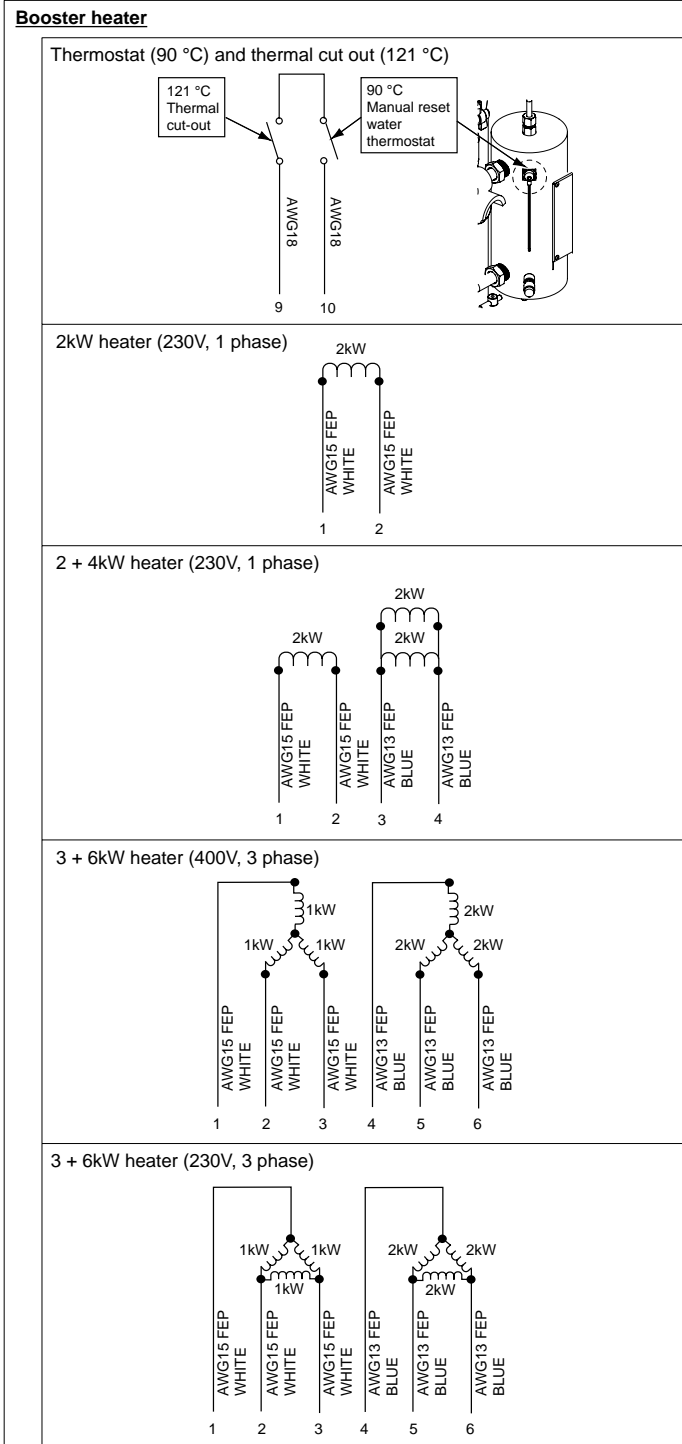 Booster heater
Thermostat (90 °C) and thermal cut out (121 °C)
121 °C
Thermal
cut-out
90 °C
Manual reset
water
thermostat
AWG18
AWG18
9
10
2kW heater (230V, 1 phase)
2kW
AWG15 FEP
WHITE
AWG15 FEP
WHITE
1
2
2 + 4kW heater (230V, 1 phase)
2kW
2kW
2kW
AWG15 FEP
WHITE
AWG15 FEP
WHITE
AWG13 FEP
BLUE
AWG13 FEP
BLUE
1
2
3
4
3 + 6kW heater (400V, 3 phase)
1kW
2kW
1kW
1kW
2kW
2kW
AWG15 FEP
WHITE
AWG15 FEP
WHITE
AWG15 FEP
WHITE
AWG13 FEP
BLUE
AWG13 FEP
BLUE
AWG13 FEP
BLUE
1
2
3
4
5
6
3 + 6kW heater (230V, 3 phase)
1kW
1kW
2kW
2kW
1kW
2kW
AWG15 FEP
WHITE
AWG15 FEP
WHITE
AWG15 FEP
WHITE
AWG13 FEP
BLUE
AWG13 FEP
BLUE
AWG13 FEP
BLUE
1
2
3
4
5
6